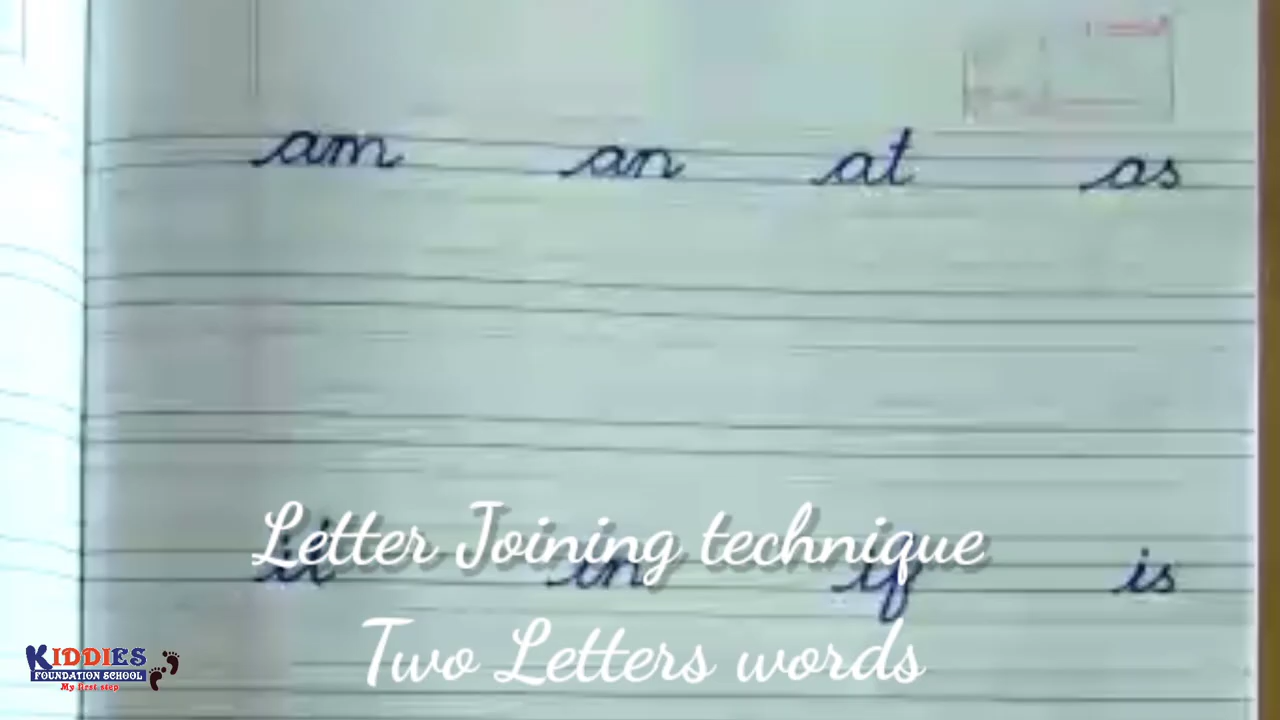 am an at as
Letter Joining technique
it in if is
Two Letters words
KIDDIES
FOUNDATION SCHOOL
My first step